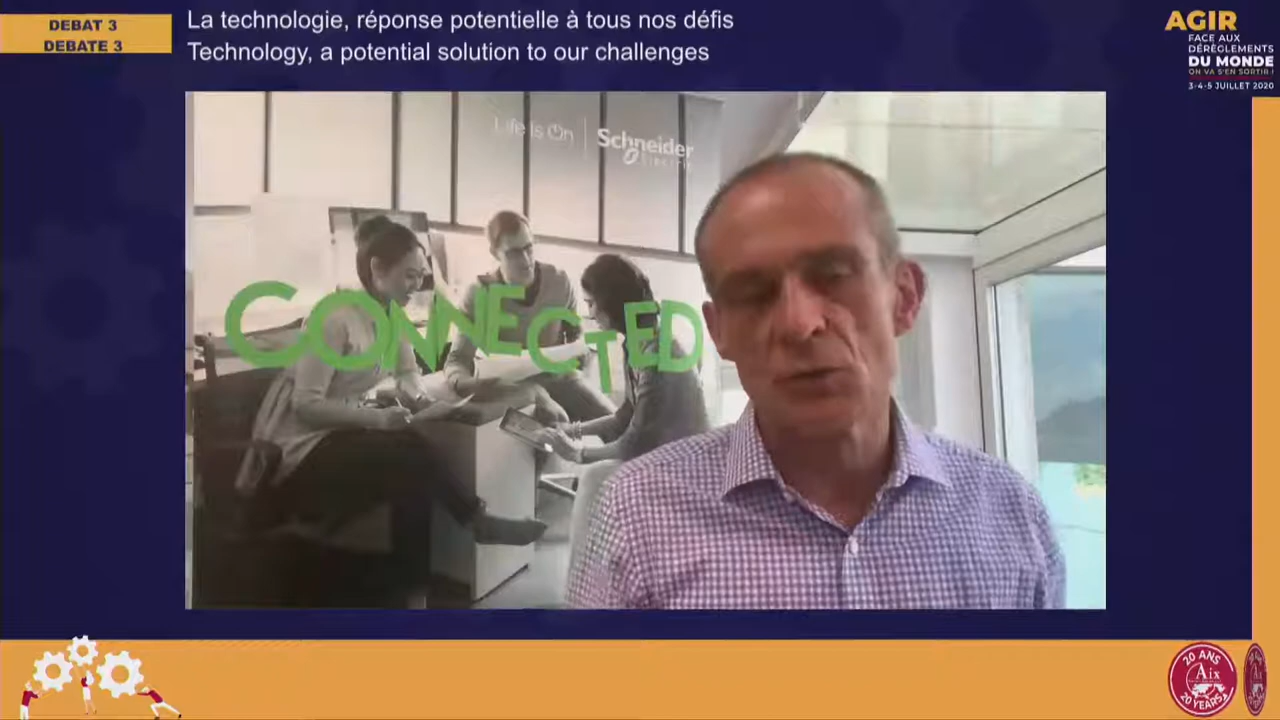 DEBAT 3
DEBATE 3
La technologie, réponse potentielle à tous nos défis
Technology, a potential solution to our challenges
AGIR
FACE AUX
DÉRÈGLEMENTS
DU MONDE
ON VA S'EN SORTIR !
3-4-5 JUILLET 2020
Life Is On
Schneider
Electric
CONNECTED
20 ANS
Aix
20 YEARS
Aix